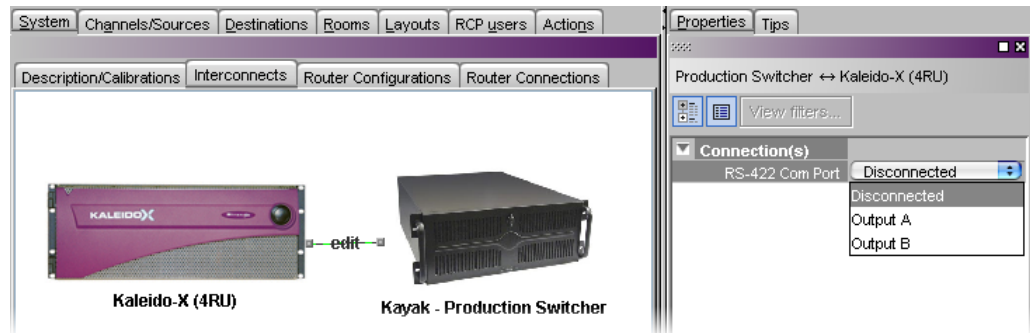 System Channels/Sources Destinations Rooms Layouts RCP users Actions
Description/Calibrations Interconnects Router Configurations Router Connections
KALEIDOX
edit
Kaleido-X (4RU)
Kayak - Production Switcher
Properties Tips
Production Switcher ↔ Kaleido-X (4RU)
View filters...
Connection(s)
RS-422 Com Port Disconnected
Disconnected
Output A
Output B